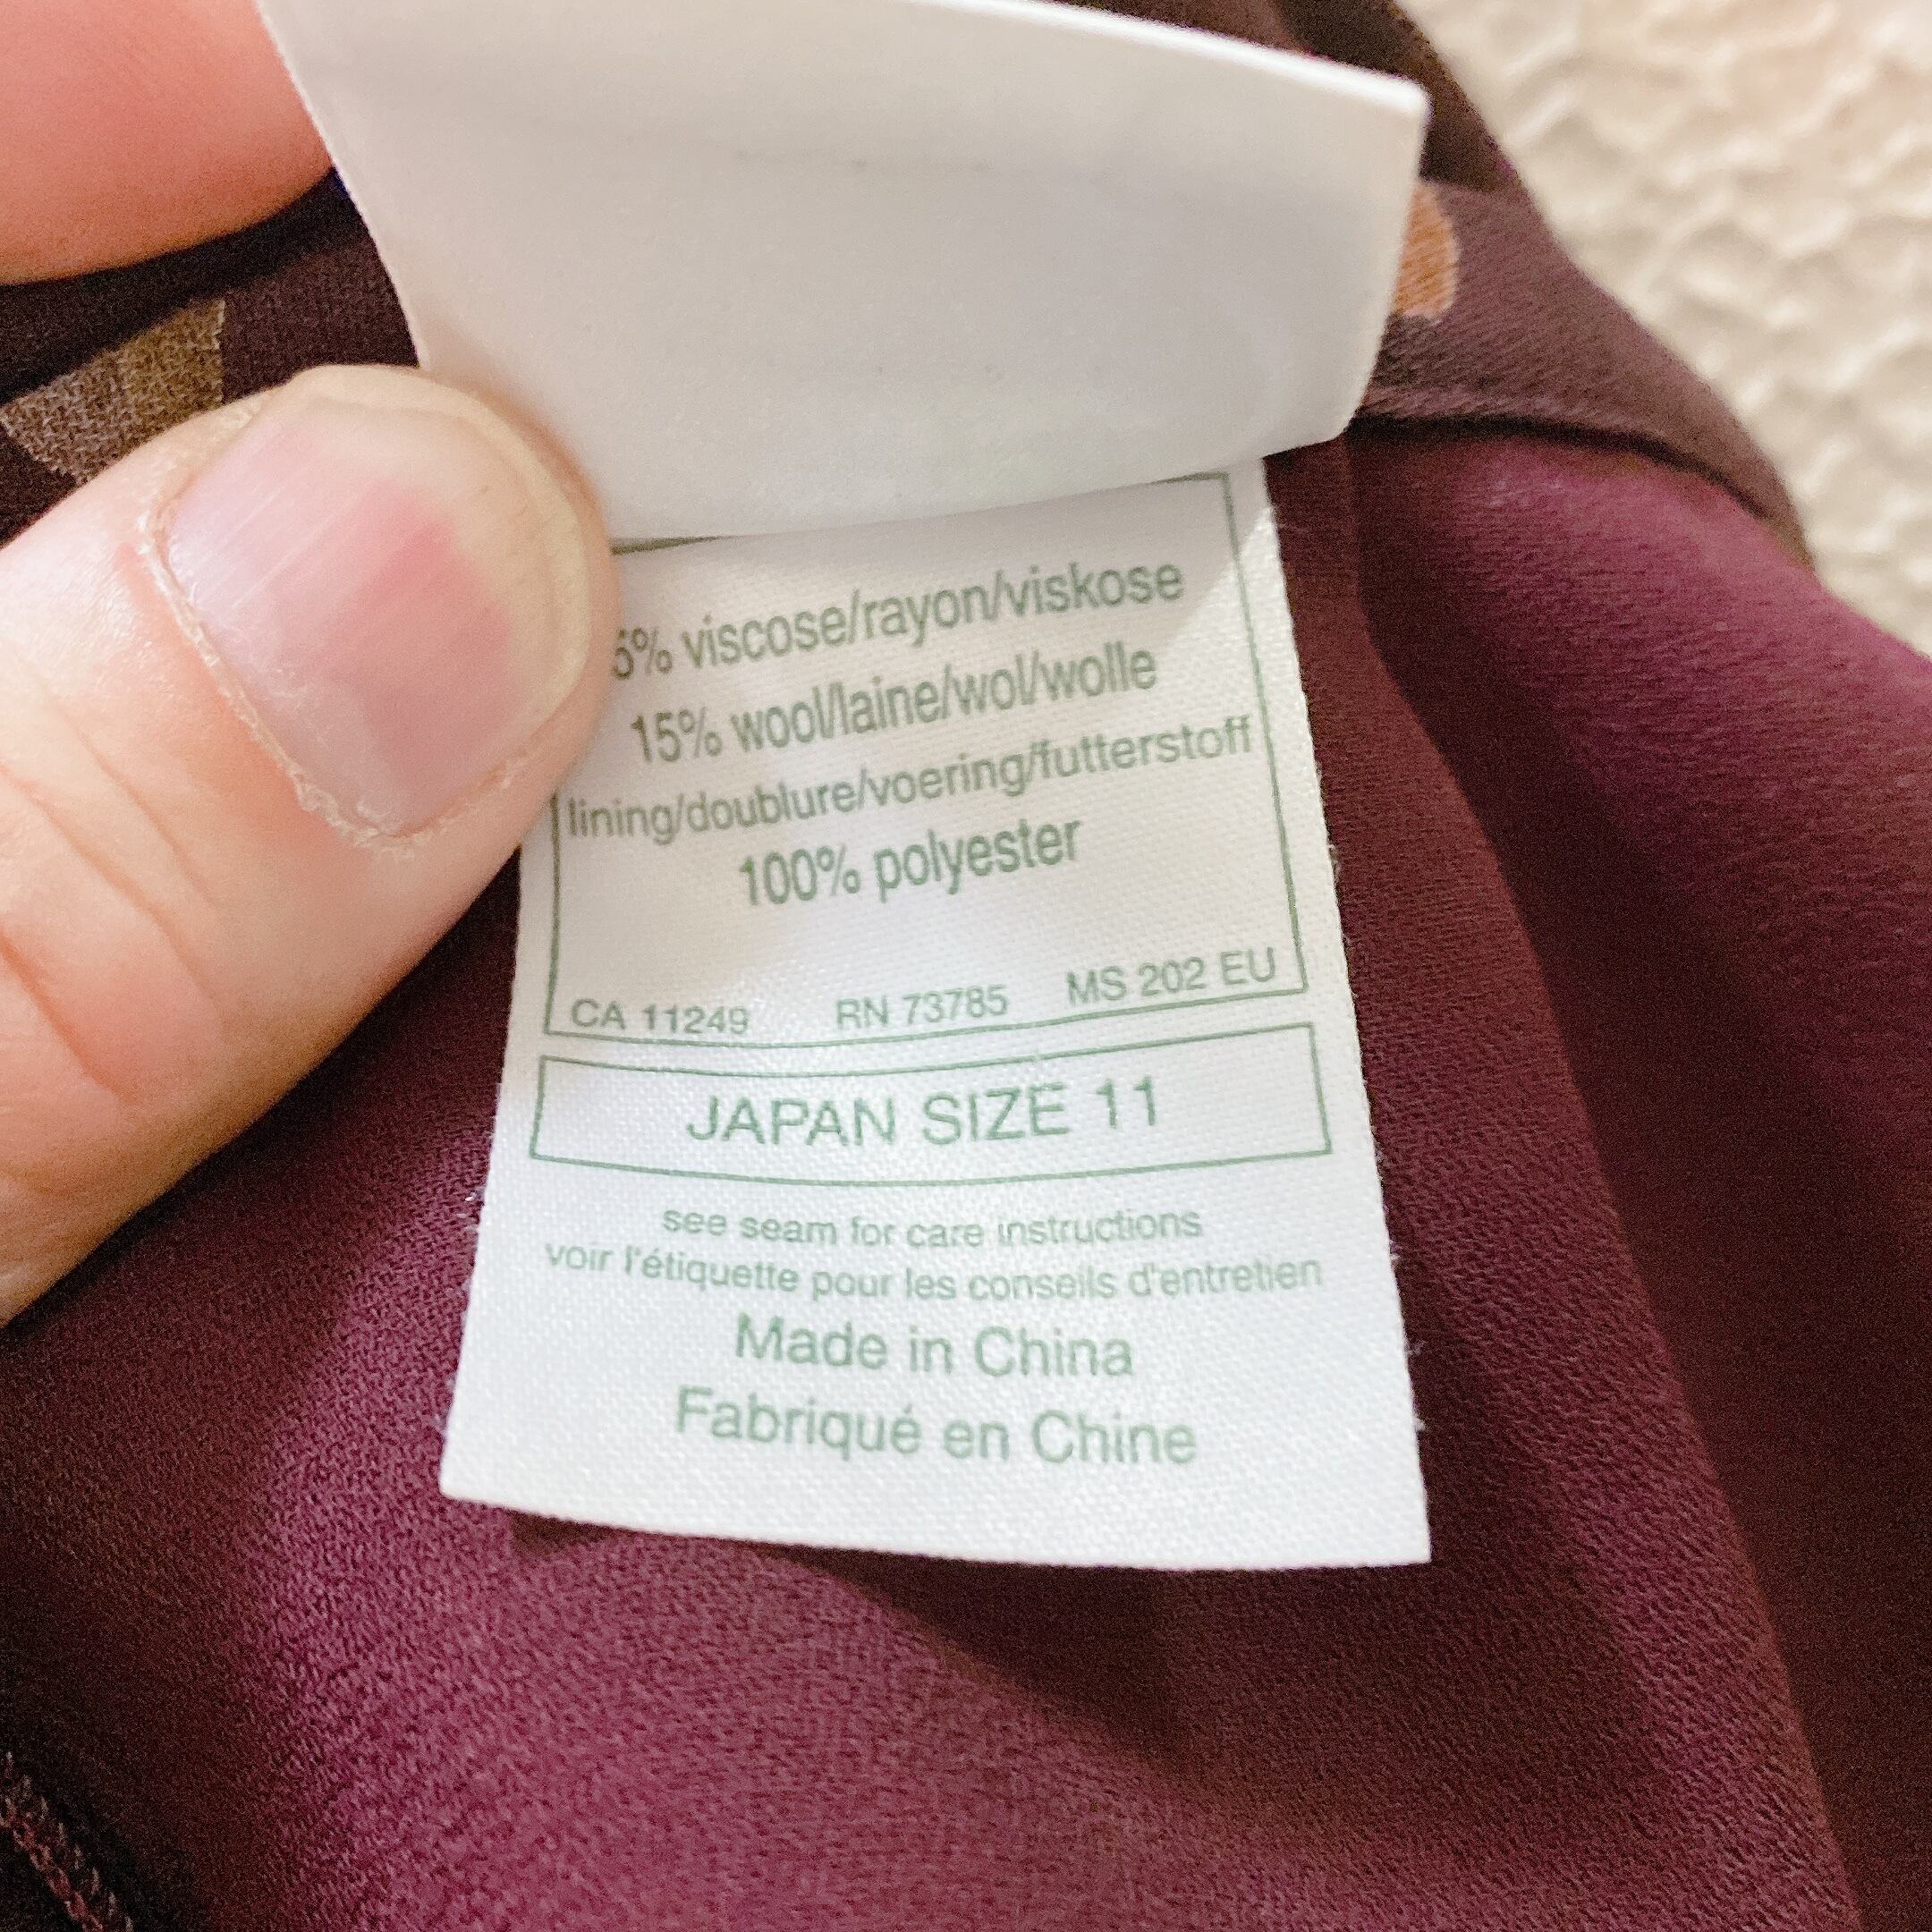 viscose/rayon/viskose
15% wool/laine/wol/wolle
lining/doublure/voering/futterstoff
100% polyester
CA 11249 RN 73785 MS 202 EU
JAPAN SIZE 11
see seam for care instructions
voir l'étiquette pour les conseils d'entretien
Made in China
Fabriqué en Chine